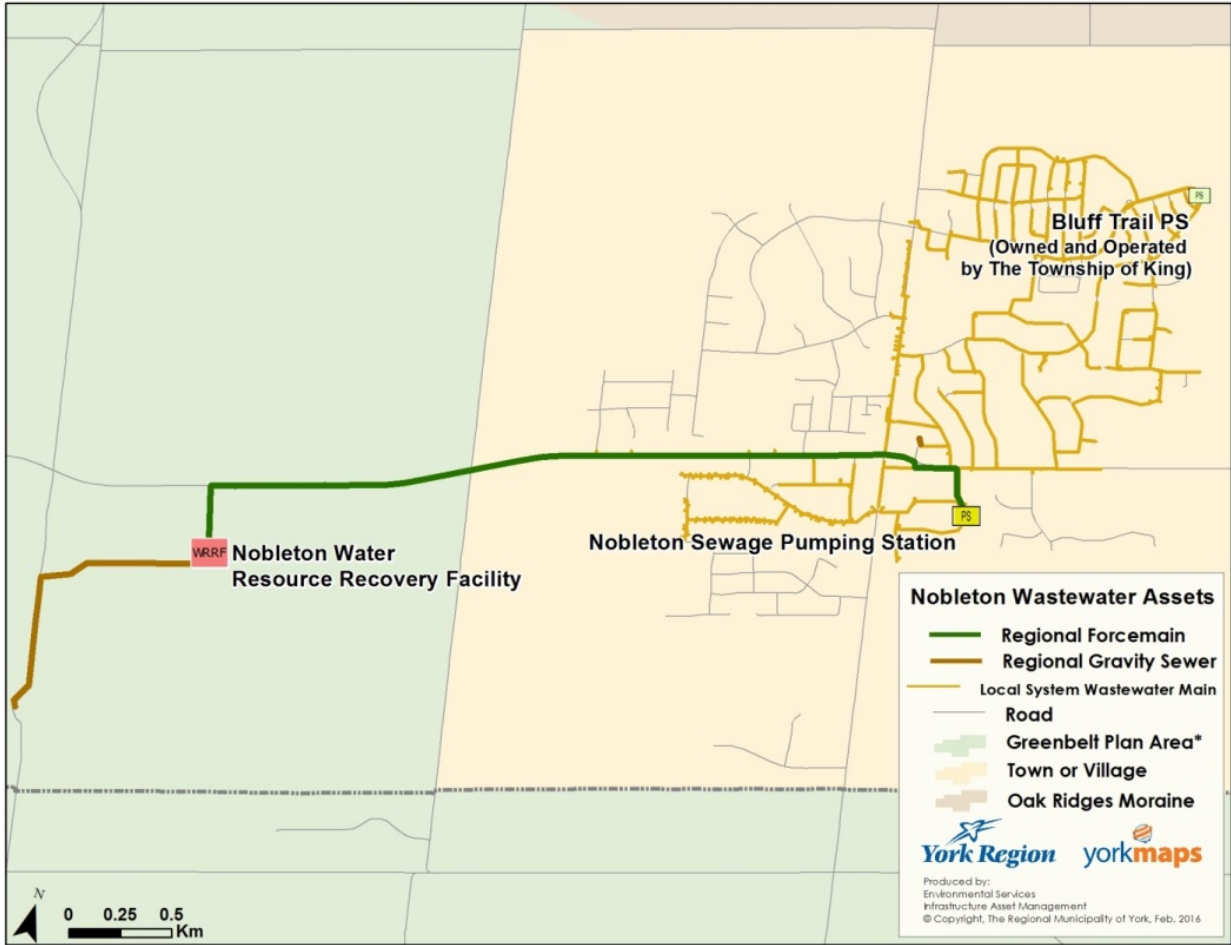 PS
Bluff Trail PS
(Owned and Operated
by The Township of King)
PS
Nobleton Sewage Pumping Station
WRRF
Nobleton Water
Resource Recovery Facility
Nobleton Wastewater Assets
Regional Forcemain
Regional Gravity Sewer
Local System Wastewater Main
Road
Greenbelt Plan Area*
Town or Village
Oak Ridges Moraine
York Region
yorkmaps
Produced by:
Environmental Services
Infrastructure Asset Management
© Copyright, The Regional Municipality of York, Feb. 2016
N
0 0.25 0.5
Km